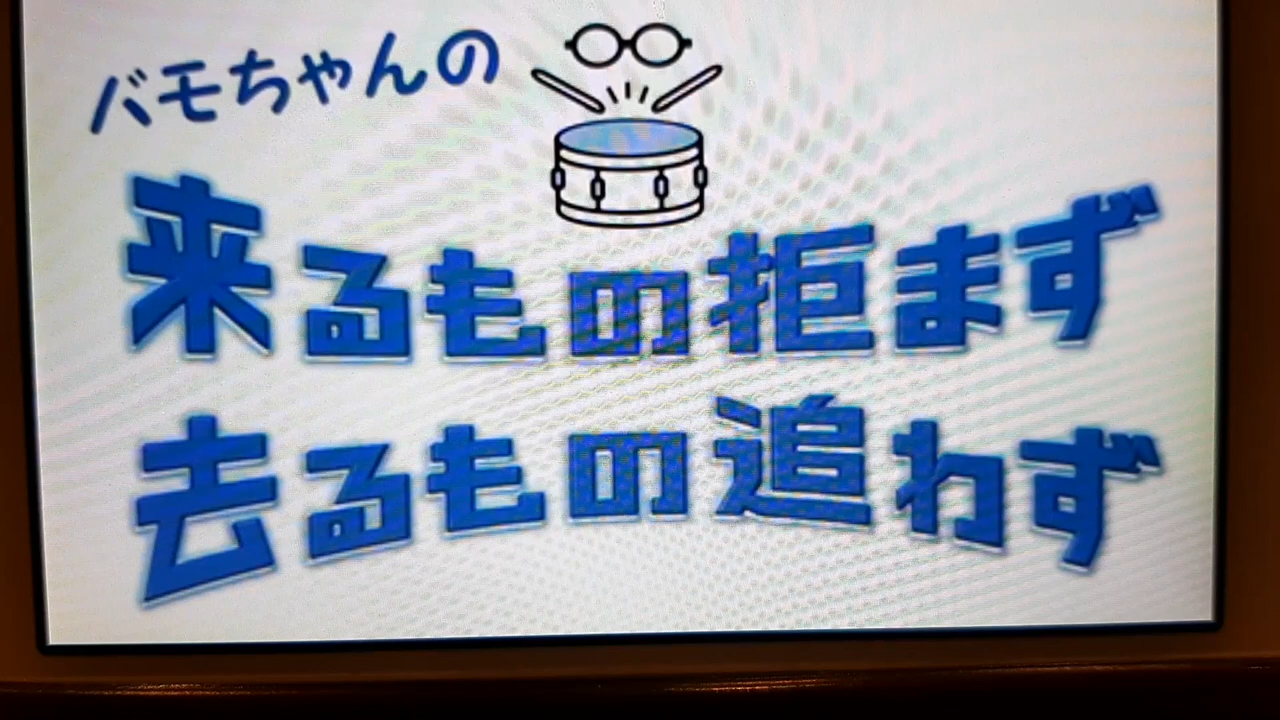 バモちゃんの
来るもの拒まず
去るもの追わず